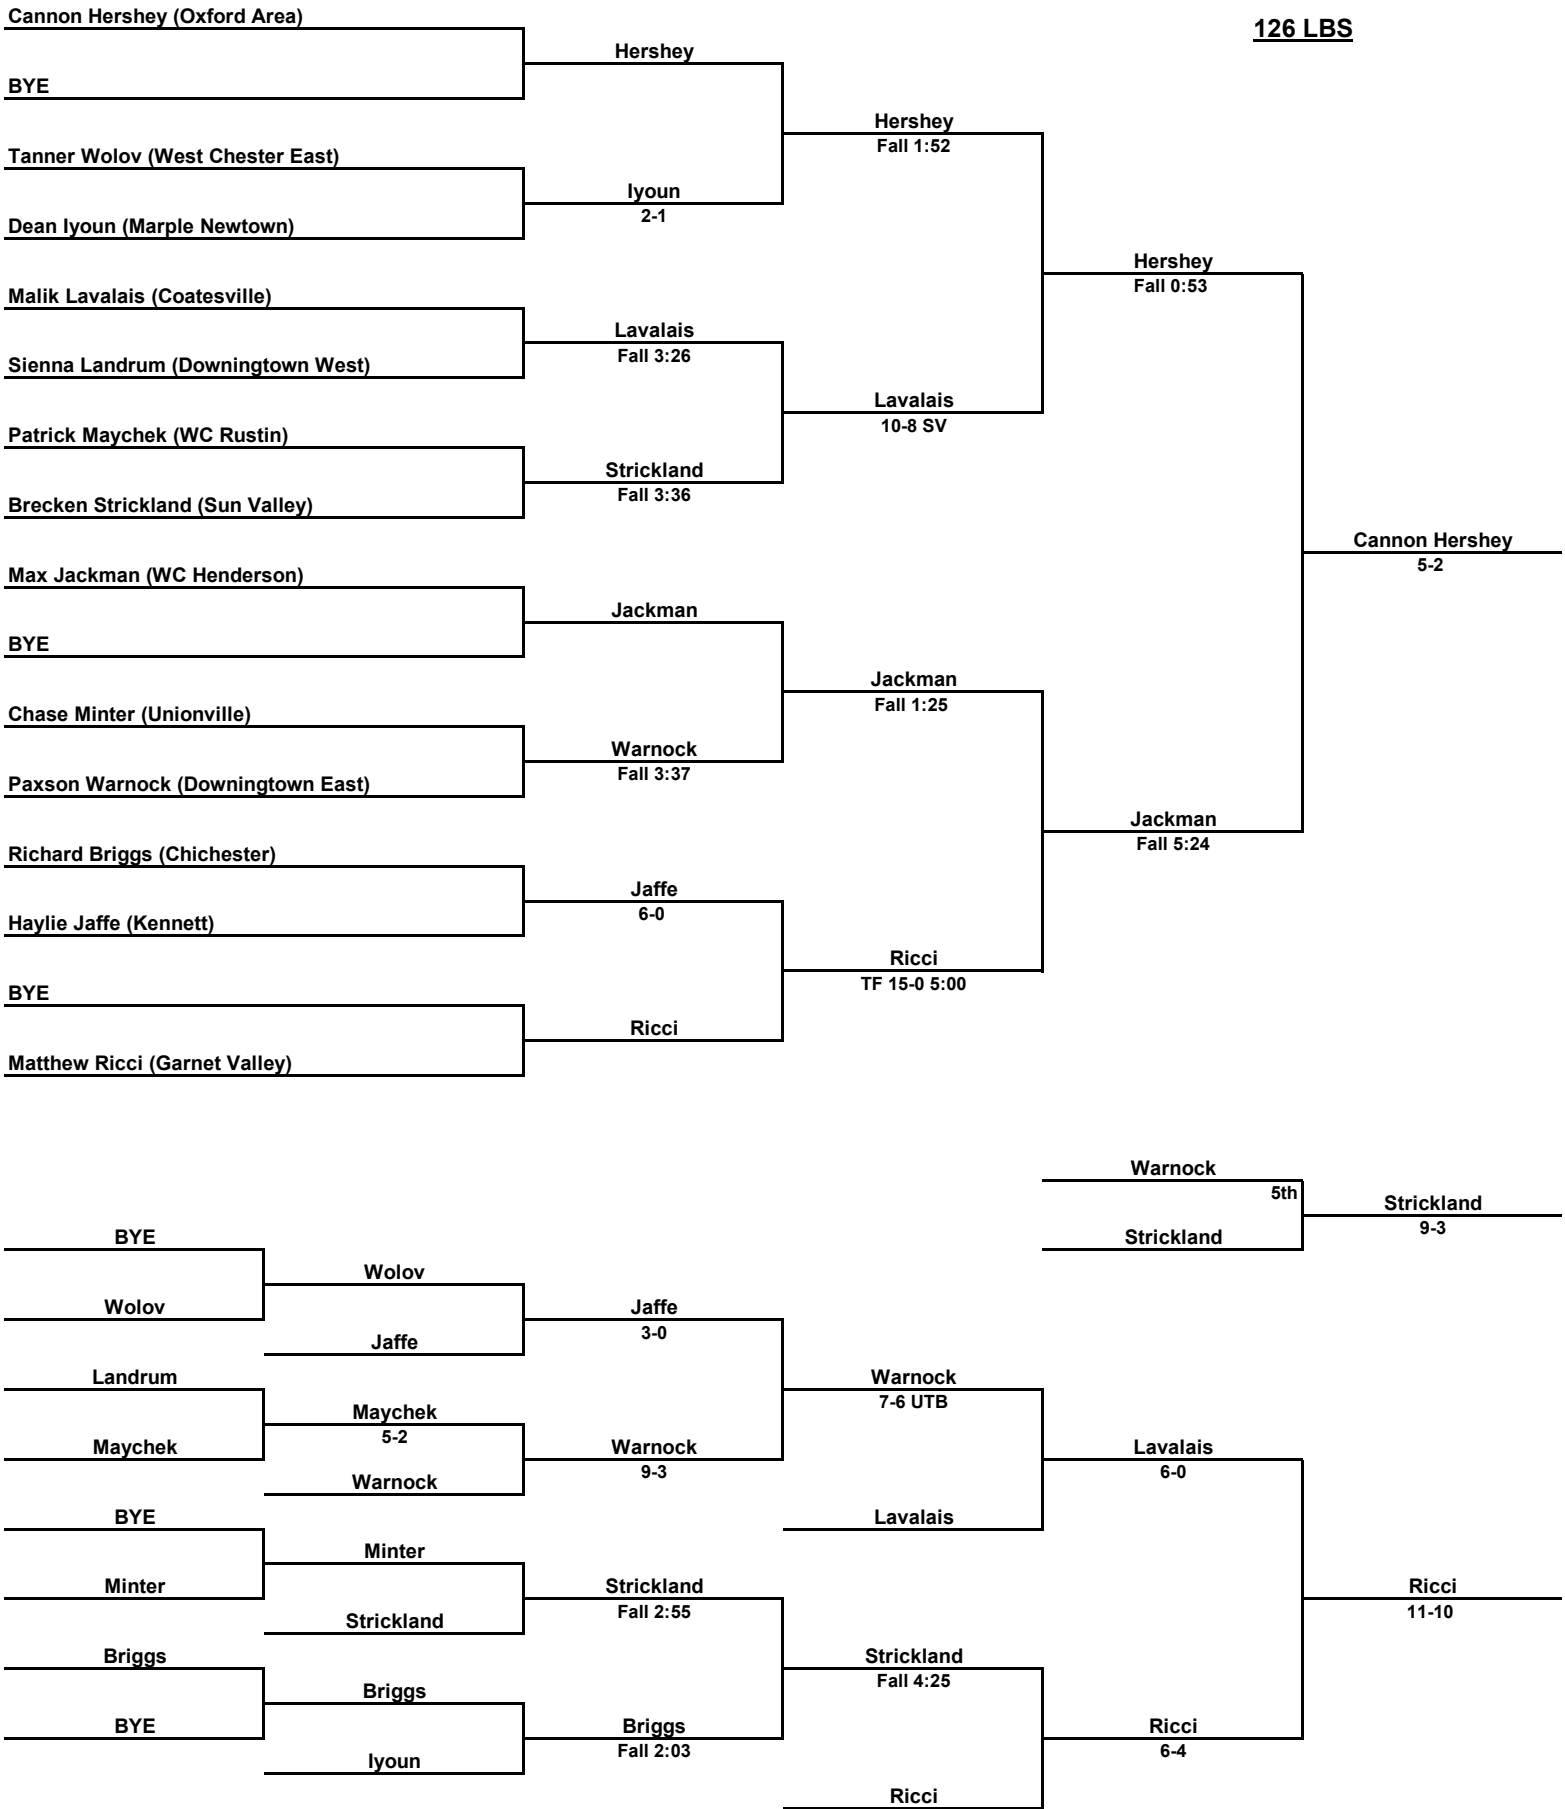 Cannon Hershey (Oxford Area)
126 LBS
Hershey
BYE
Hershey
Fall 1:52
Tanner Wolov (West Chester East)
Iyoun
2-1
Dean Iyoun (Marple Newtown)
Hershey
Fall 0:53
Malik Lavalais (Coatesville)
Lavalais
Fall 3:26
Sienna Landrum (Downingtown West)
Lavalais
10-8 SV
Patrick Maychek (WC Rustin)
Strickland
Fall 3:36
Brecken Strickland (Sun Valley)
Cannon Hershey
5-2
Max Jackman (WC Henderson)
Jackman
BYE
Jackman
Fall 1:25
Chase Minter (Unionville)
Warnock
Fall 3:37
Paxson Warnock (Downingtown East)
Jackman
Fall 5:24
Richard Briggs (Chichester)
Jaffe
6-0
Haylie Jaffe (Kennett)
Ricci
TF 15-0 5:00
BYE
Ricci
Matthew Ricci (Garnet Valley)
Warnock
5th
Strickland
9-3
Strickland
BYE
Wolov
Wolov
Jaffe
3-0
Jaffe
Landrum
Warnock
7-6 UTB
Maychek
5-2
Maychek
Warnock
9-3
Lavalais
6-0
Warnock
BYE
Lavalais
Minter
Minter
Strickland
Fall 2:55
Ricci
11-10
Strickland
Briggs
Strickland
Fall 4:25
Briggs
BYE
Briggs
Fall 2:03
Ricci
6-4
Iyoun
Ricci